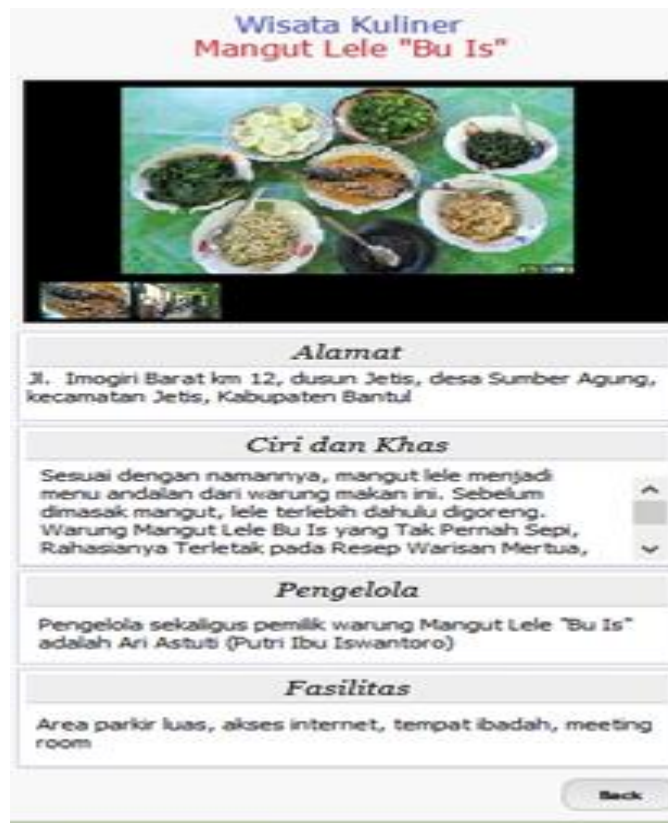 Wisata Kuliner
Mangut Lele "Bu Is"
Alamat
Jl. Imogiri Barat km 12, dusun Jetis, desa Sumber Agung,
kecamatan Jetis, Kabupaten Bantul
Ciri dan Khas
Sesuai dengan namannya, mangut lele menjadi
menu andalan dari warung makan ini. Sebelum
dimasak mangut, lele terlebih dahulu digoreng.
Warung Mangut Lele Bu Is yang Tak Pernah Sepi,
Rahasianya Terletak pada Resep Warisan Mertua,
Pengelola
Pengelola sekaligus pemilik warung Mangut Lele "Bu Is"
adalah Ari Astuti (Putri Ibu Iswantoro)
Fasilitas
Area parkir luas, akses internet, tempat ibadah, meeting
room
Back